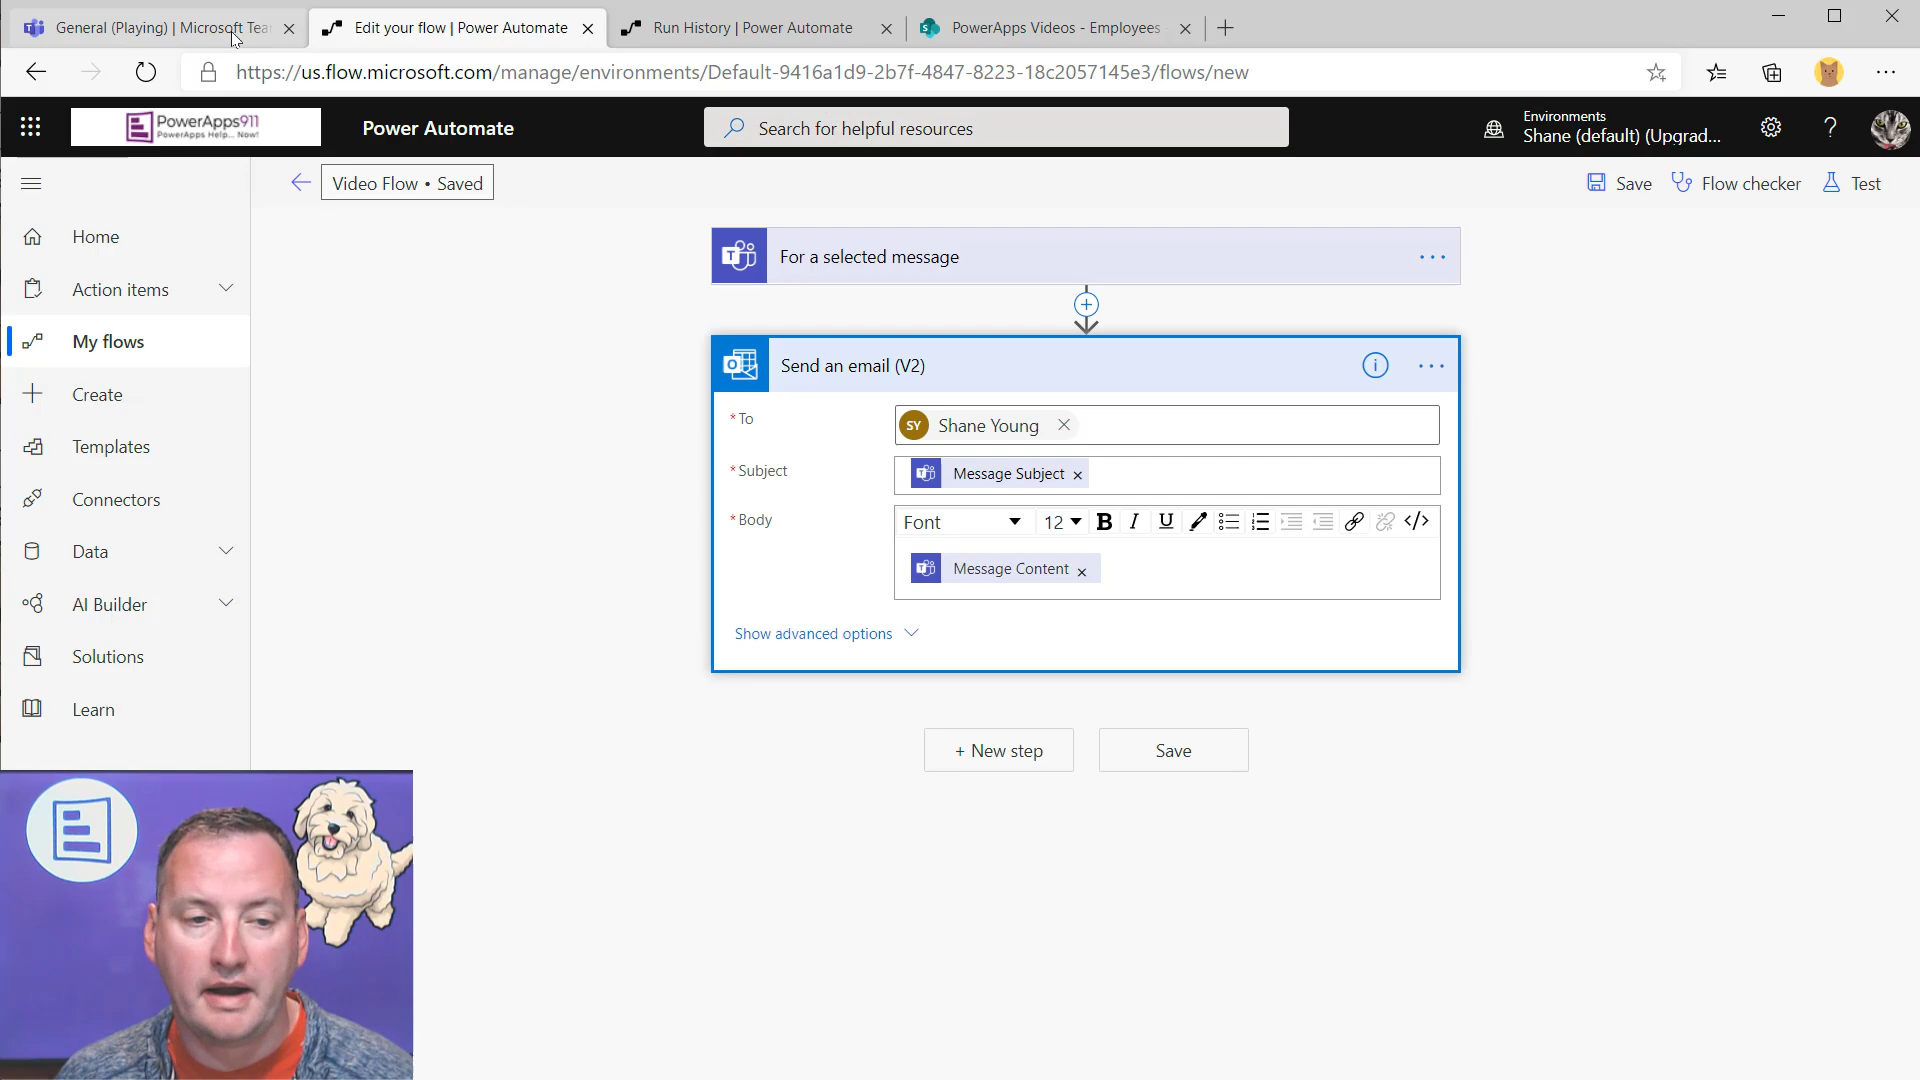 General (Playing) | Microsoft Tea
Edit your flow | Power Automate
Run History | Power Automate
PowerApps Videos - Employees
https://us.flow.microsoft.com/manage/environments/Default-9416a1d9-2b7f-4847-8223-18c2057145e3/flows/new
PowerApps911
PowerApps Help... Now!
Power Automate
Search for helpful resources
Environments
Shane (default) (Upgrad...
Video Flow • Saved
Save
Flow checker
Test
Home
Action items
My flows
Create
Templates
Connectors
Data
AI Builder
Solutions
Learn
For a selected message
Send an email (V2)
*To
SY Shane Young
*Subject
Message Subject
*Body
Font 12 B I U </>
Message Content
Show advanced options
+ New step
Save